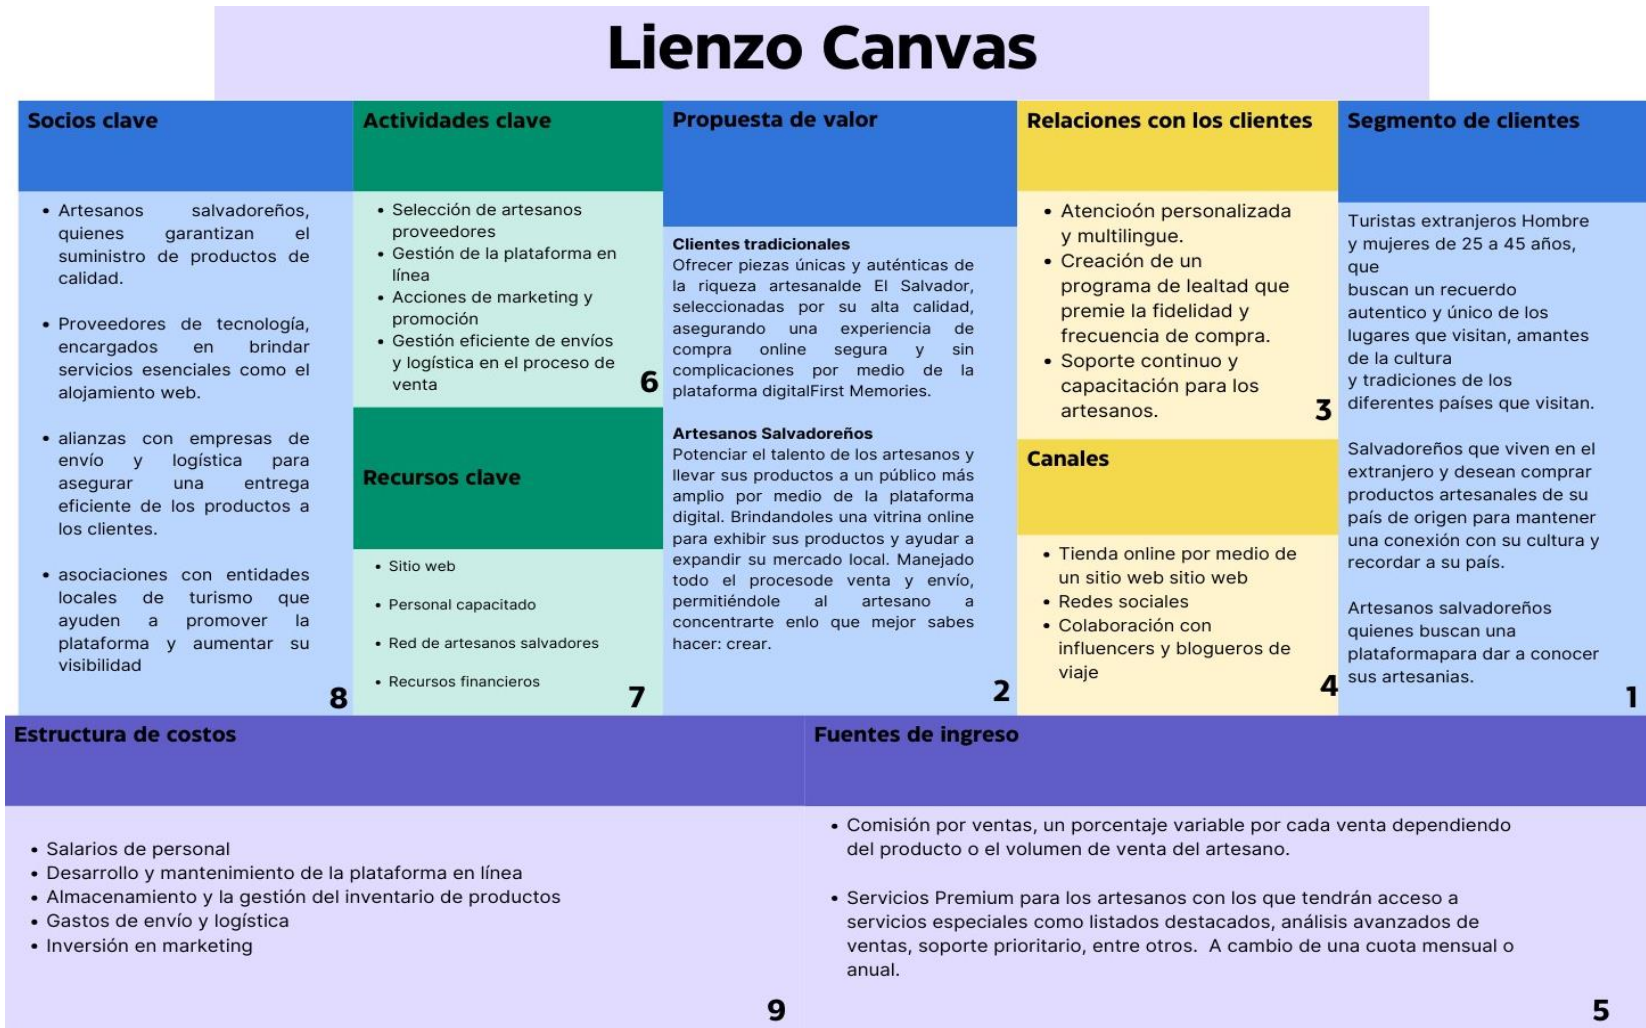 Lienzo Canvas
Socios clave
• Artesanos salvadoreños,
quienes garantizan el
suministro de productos de
calidad.
• Proveedores de tecnología,
encargados en brindar
servicios esenciales como el
alojamiento web.
• alianzas con empresas de
envío y logística para
asegurar una entrega
eficiente de los productos a
los clientes.
• asociaciones con entidades
locales de turismo que
ayuden a promover la
plataforma y aumentar su
visibilidad
8
Actividades clave
• Selección de artesanos
proveedores
• Gestión de la plataforma en
línea
• Acciones de marketing y
promoción
• Gestión eficiente de envíos
y logística en el proceso de
venta
6
Recursos clave
• Sitio web
• Personal capacitado
• Red de artesanos salvadores
• Recursos financieros
7
Propuesta de valor
Clientes tradicionales
Ofrecer piezas únicas y auténticas de
la riqueza artesanalde El Salvador,
seleccionadas por su alta calidad,
asegurando una experiencia de
compra online segura y sin
complicaciones por medio de la
plataforma digitalFirst Memories.
Artesanos Salvadoreños
Potenciar el talento de los artesanos y
llevar sus productos a un público más
amplio por medio de la plataforma
digital. Brindandoles una vitrina online
para exhibir sus productos y ayudar a
expandir su mercado local. Manejado
todo el procesode venta y envío,
permitiéndole al artesano a
concentrarte enlo que mejor sabes
hacer: crear.
2
Relaciones con los clientes
• Atencioón personalizada
y multilingue.
• Creación de un
programa de lealtad que
premie la fidelidad y
frecuencia de compra.
• Soporte continuo y
capacitación para los
artesanos.
3
Canales
• Tienda online por medio de
un sitio web sitio web
• Redes sociales
• Colaboración con
influencers y blogueros de
viaje
4
Segmento de clientes
Turistas extranjeros Hombre
y mujeres de 25 a 45 años,
que
buscan un recuerdo
autentico y único de los
lugares que visitan, amantes
de la cultura
y tradiciones de los
diferentes países que visitan.
Salvadoreños que viven en el
extranjero y desean comprar
productos artesanales de su
país de origen para mantener
una conexión con su cultura y
recordar a su país.
Artesanos salvadoreños
quienes buscan una
plataformapara dar a conocer
sus artesanias.
1
Estructura de costos
• Salarios de personal
• Desarrollo y mantenimiento de la plataforma en línea
• Almacenamiento y la gestión del inventario de productos
• Gastos de envío y logística
• Inversión en marketing
9
Fuentes de ingreso
• Comisión por ventas, un porcentaje variable por cada venta dependiendo
del producto o el volumen de venta del artesano.
• Servicios Premium para los artesanos con los que tendrán acceso a
servicios especiales como listados destacados, análisis avanzados de
ventas, soporte prioritario, entre otros. A cambio de una cuota mensual o
anual.
5